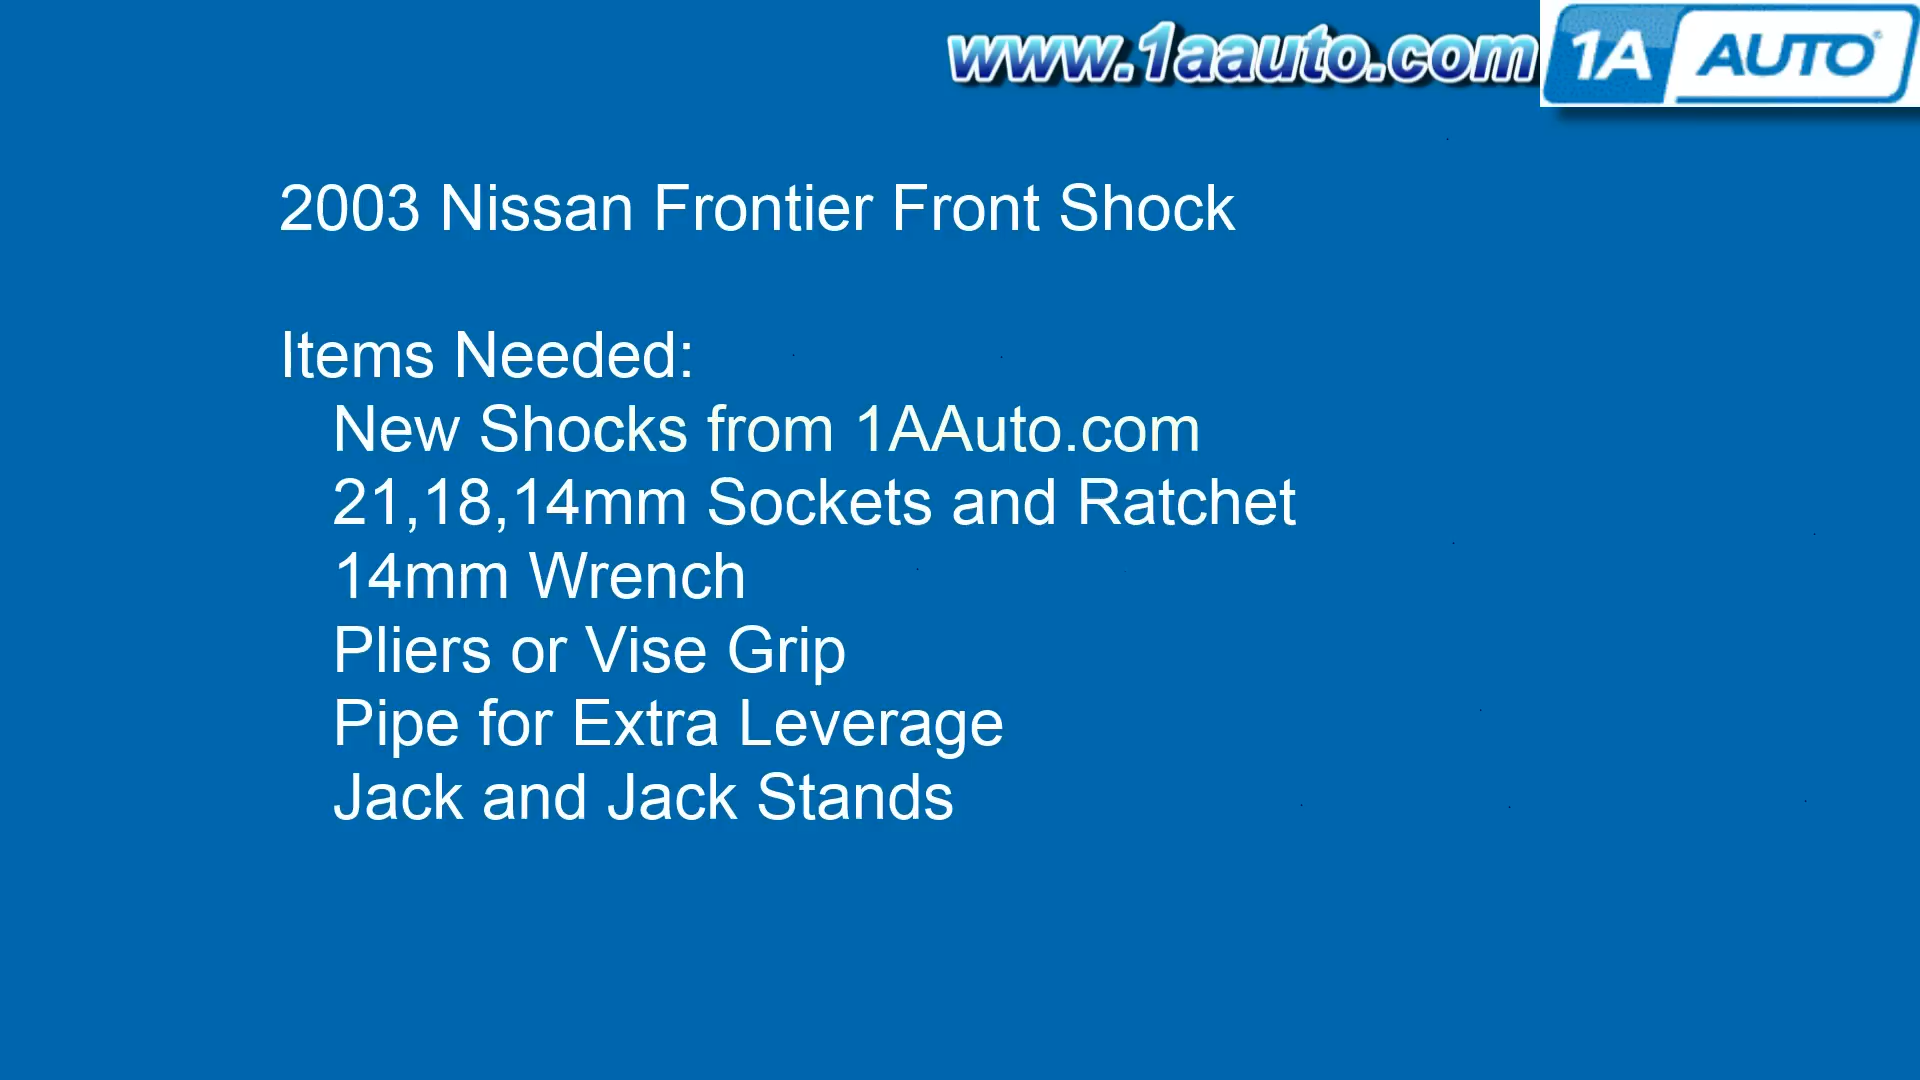 www.1aauto.com 1A AUTO®
2003 Nissan Frontier Front Shock
Items Needed:
New Shocks from 1AAuto.com
21,18,14mm Sockets and Ratchet
14mm Wrench
Pliers or Vise Grip
Pipe for Extra Leverage
Jack and Jack Stands